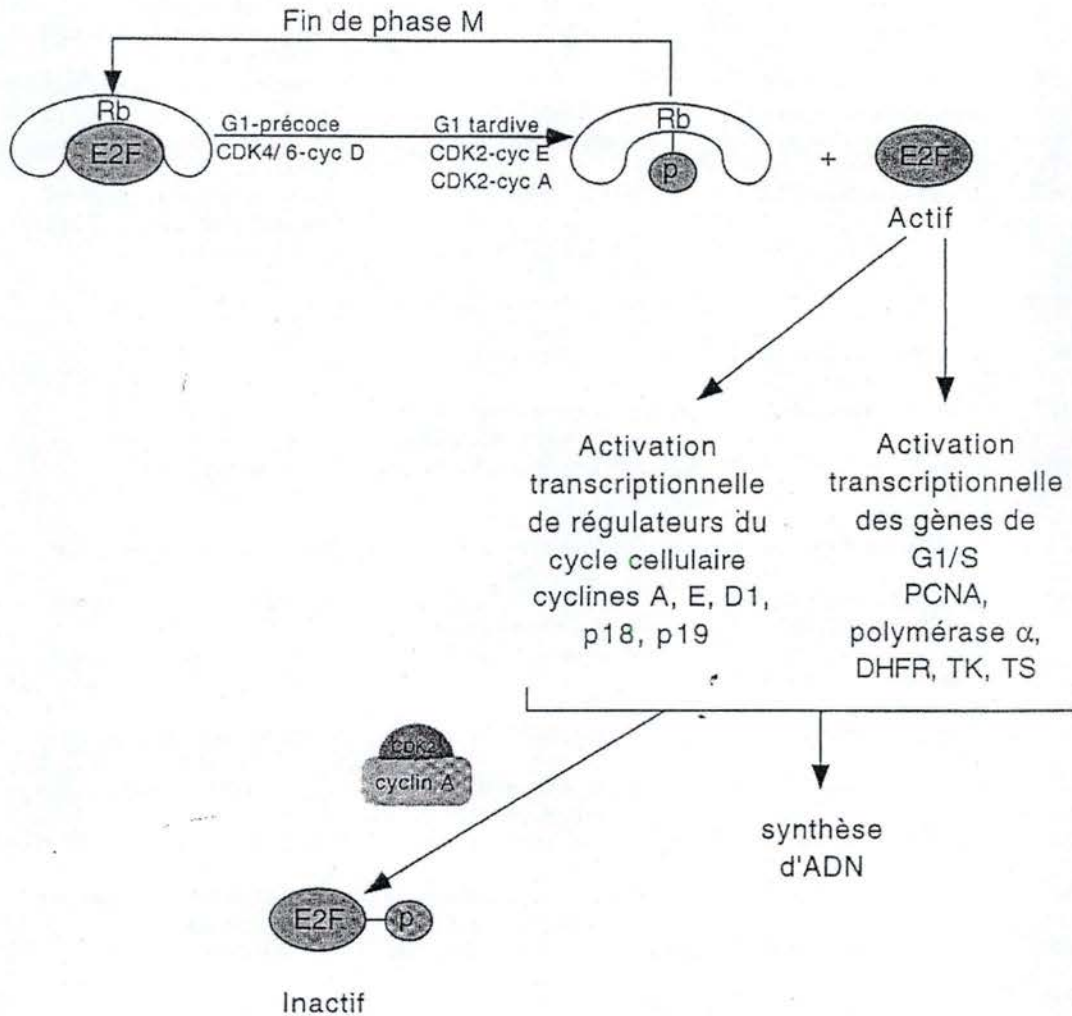 Fin de phase M
Rb
E2F
G1-précoce
CDK4/ 6-cyc D
G1 tardive
CDK2-cyc E
CDK2-cyc A
Rb
p
+
E2F
Actif
Activation
transcriptionnelle
de régulateurs du
cycle cellulaire
cyclines A, E, D1,
p18, p19
Activation
transcriptionnelle
des gènes de
G1/S
PCNA,
polymérase α,
DHFR, TK, TS
CDK2
cyclin A
synthèse
d'ADN
E2F
p
Inactif